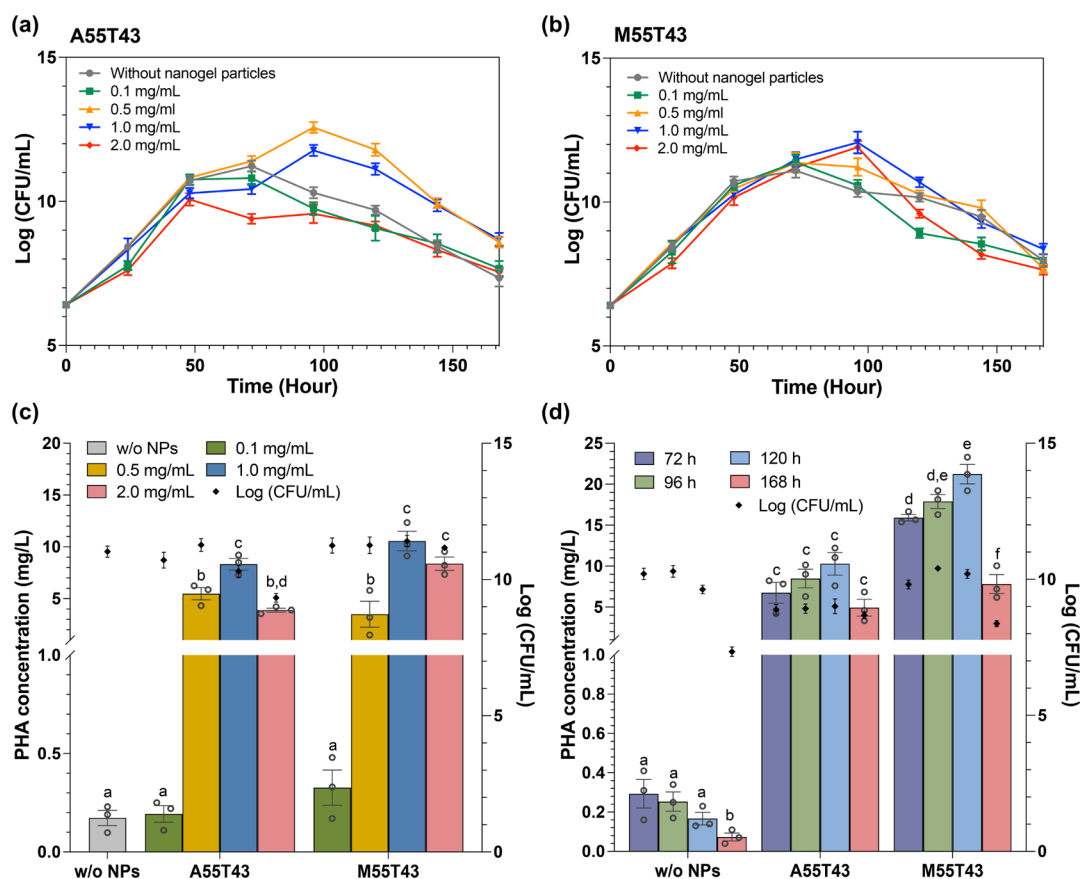 (a)
A55T43
15
10
5
Log (CFU/mL)
Without nanogel particles
0.1 mg/mL
0.5 mg/ml
1.0 mg/mL
2.0 mg/mL
0
50
100
150
Time (Hour)
(b)
M55T43
15
10
5
Log (CFU/mL)
Without nanogel particles
0.1 mg/mL
0.5 mg/ml
1.0 mg/mL
2.0 mg/mL
0
50
100
150
Time (Hour)
(c)
PHA concentration (mg/L)
20
15
10
5
1.0
0.5
0.0
w/o NPs
0.1 mg/mL
0.5 mg/mL
1.0 mg/mL
2.0 mg/mL
Log (CFU/mL)
a
a
b
c
b,d
a
b
c
c
15
10
5
0
Log (CFU/mL)
w/o NPs
A55T43
M55T43
(d)
PHA concentration (mg/L)
25
20
15
10
5
1.0
0.8
0.6
0.4
0.2
0.0
72 h
120 h
96 h
168 h
Log (CFU/mL)
a
a
a
b
c
c
c
c
d
d,e
e
f
15
10
5
0
Log (CFU/mL)
w/o NPs
A55T43
M55T43